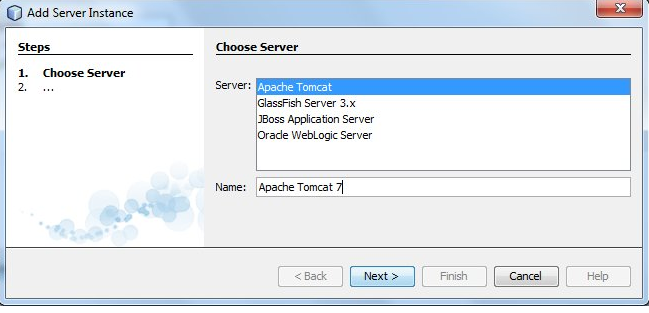 Add Server Instance
Steps
1. Choose Server
2. ...
Choose Server
Server:
Apache Tomcat
GlassFish Server 3.x
JBoss Application Server
Oracle WebLogic Server
Name: Apache Tomcat 7
< Back Next > Finish Cancel Help